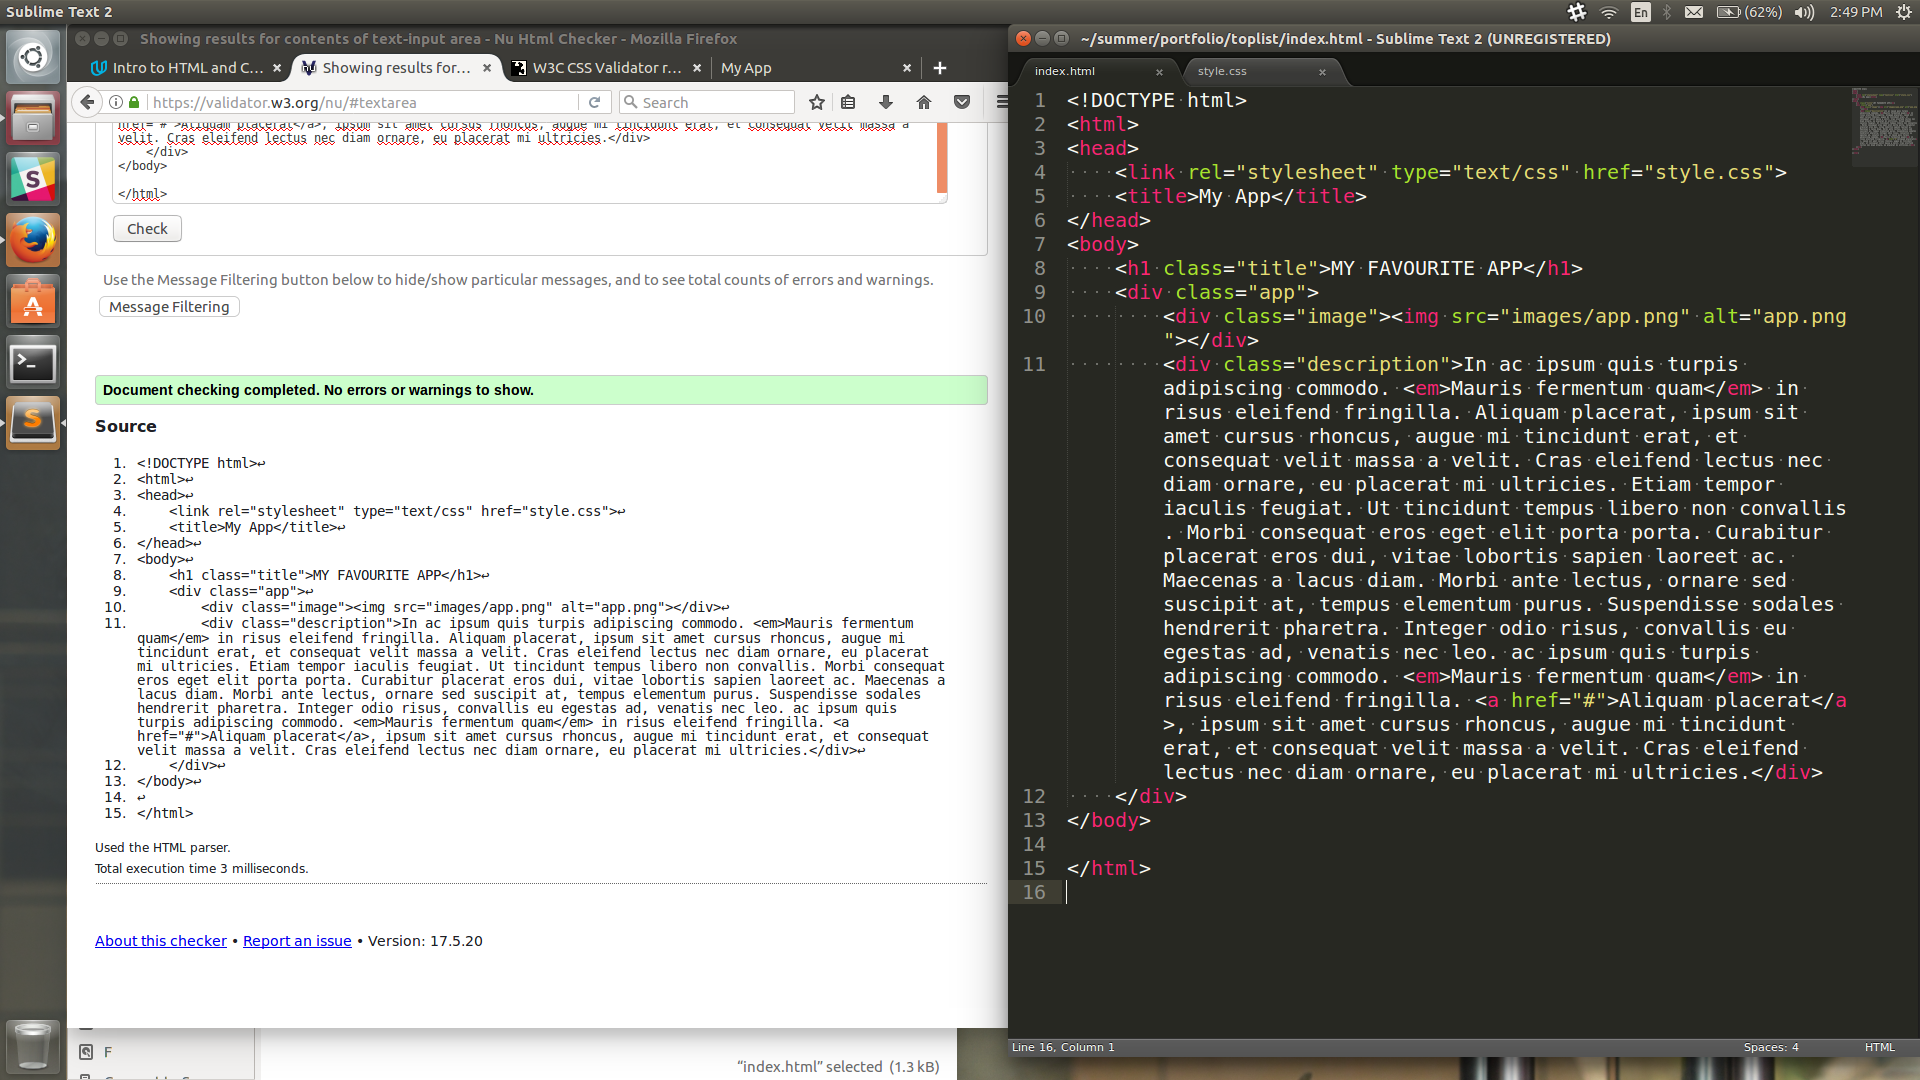 Sublime Text 2
En
(62%)
2:49 PM
Showing results for contents of text-input area - Nu Html Checker - Mozilla Firefox
Intro to HTML and C...
Showing results for...
W3C CSS Validator r...
My App
https://validator.w3.org/nu/#textarea
Search
href="#">Aliquam placerat</a>, ipsum sit amet cursus rhoncus, augue mi tincidunt erat, et consequat velit massa a
velit. Cras eleifend lectus nec diam ornare, eu placerat mi ultricies.</div>
    </div>
</body>
</html>
Check
Use the Message Filtering button below to hide/show particular messages, and to see total counts of errors and warnings.
Message Filtering
Document checking completed. No errors or warnings to show.
Source
1. <!DOCTYPE html>↩
2. <html>↩
3. <head>↩
4.     <link rel="stylesheet" type="text/css" href="style.css">↩
5.     <title>My App</title>↩
6. </head>↩
7. <body>↩
8.     <h1 class="title">MY FAVOURITE APP</h1>↩
9.     <div class="app">↩
10.         <div class="image"><img src="images/app.png" alt="app.png"></div>↩
11.         <div class="description">In ac ipsum quis turpis adipiscing commodo. <em>Mauris fermentum
quam</em> in risus eleifend fringilla. Aliquam placerat, ipsum sit amet cursus rhoncus, augue mi
tincidunt erat, et consequat velit massa a velit. Cras eleifend lectus nec diam ornare, eu placerat
mi ultricies. Etiam tempor iaculis feugiat. Ut tincidunt tempus libero non convallis. Morbi consequat
eros eget elit porta porta. Curabitur placerat eros dui, vitae lobortis sapien laoreet ac. Maecenas a
lacus diam. Morbi ante lectus, ornare sed suscipit at, tempus elementum purus. Suspendisse sodales
hendrerit pharetra. Integer odio risus, convallis eu egestas ad, venatis nec leo. ac ipsum quis
turpis adipiscing commodo. <em>Mauris fermentum quam</em> in risus eleifend fringilla. <a
href="#">Aliquam placerat</a>, ipsum sit amet cursus rhoncus, augue mi tincidunt erat, et consequat
velit massa a velit. Cras eleifend lectus nec diam ornare, eu placerat mi ultricies.</div>↩
12.     </div>↩
13. </body>↩
14. ↩
15. </html>
Used the HTML parser.
Total execution time 3 milliseconds.
About this checker • Report an issue • Version: 17.5.20
F
“index.html” selected (1.3 kB)
~/summer/portfolio/toplist/index.html - Sublime Text 2 (UNREGISTERED)
index.html
style.css
1 <!DOCTYPE html>
2 <html>
3 <head>
4     <link rel="stylesheet" type="text/css" href="style.css">
5     <title>My App</title>
6 </head>
7 <body>
8     <h1 class="title">MY FAVOURITE APP</h1>
9     <div class="app">
10         <div class="image"><img src="images/app.png" alt="app.png
"></div>
11         <div class="description">In ac ipsum quis turpis
adipiscing commodo. <em>Mauris fermentum quam</em> in
risus eleifend fringilla. Aliquam placerat, ipsum sit
amet cursus rhoncus, augue mi tincidunt erat, et
consequat velit massa a velit. Cras eleifend lectus nec
diam ornare, eu placerat mi ultricies. Etiam tempor
iaculis feugiat. Ut tincidunt tempus libero non convallis
. Morbi consequat eros eget elit porta porta. Curabitur
placerat eros dui, vitae lobortis sapien laoreet ac.
Maecenas a lacus diam. Morbi ante lectus, ornare sed
suscipit at, tempus elementum purus. Suspendisse sodales
hendrerit pharetra. Integer odio risus, convallis eu
egestas ad, venatis nec leo. ac ipsum quis turpis
adipiscing commodo. <em>Mauris fermentum quam</em> in
risus eleifend fringilla. <a href="#">Aliquam placerat</a
>, ipsum sit amet cursus rhoncus, augue mi tincidunt
erat, et consequat velit massa a velit. Cras eleifend
lectus nec diam ornare, eu placerat mi ultricies.</div>
12     </div>
13 </body>
14
15 </html>
16
Line 16, Column 1
Spaces: 4
HTML